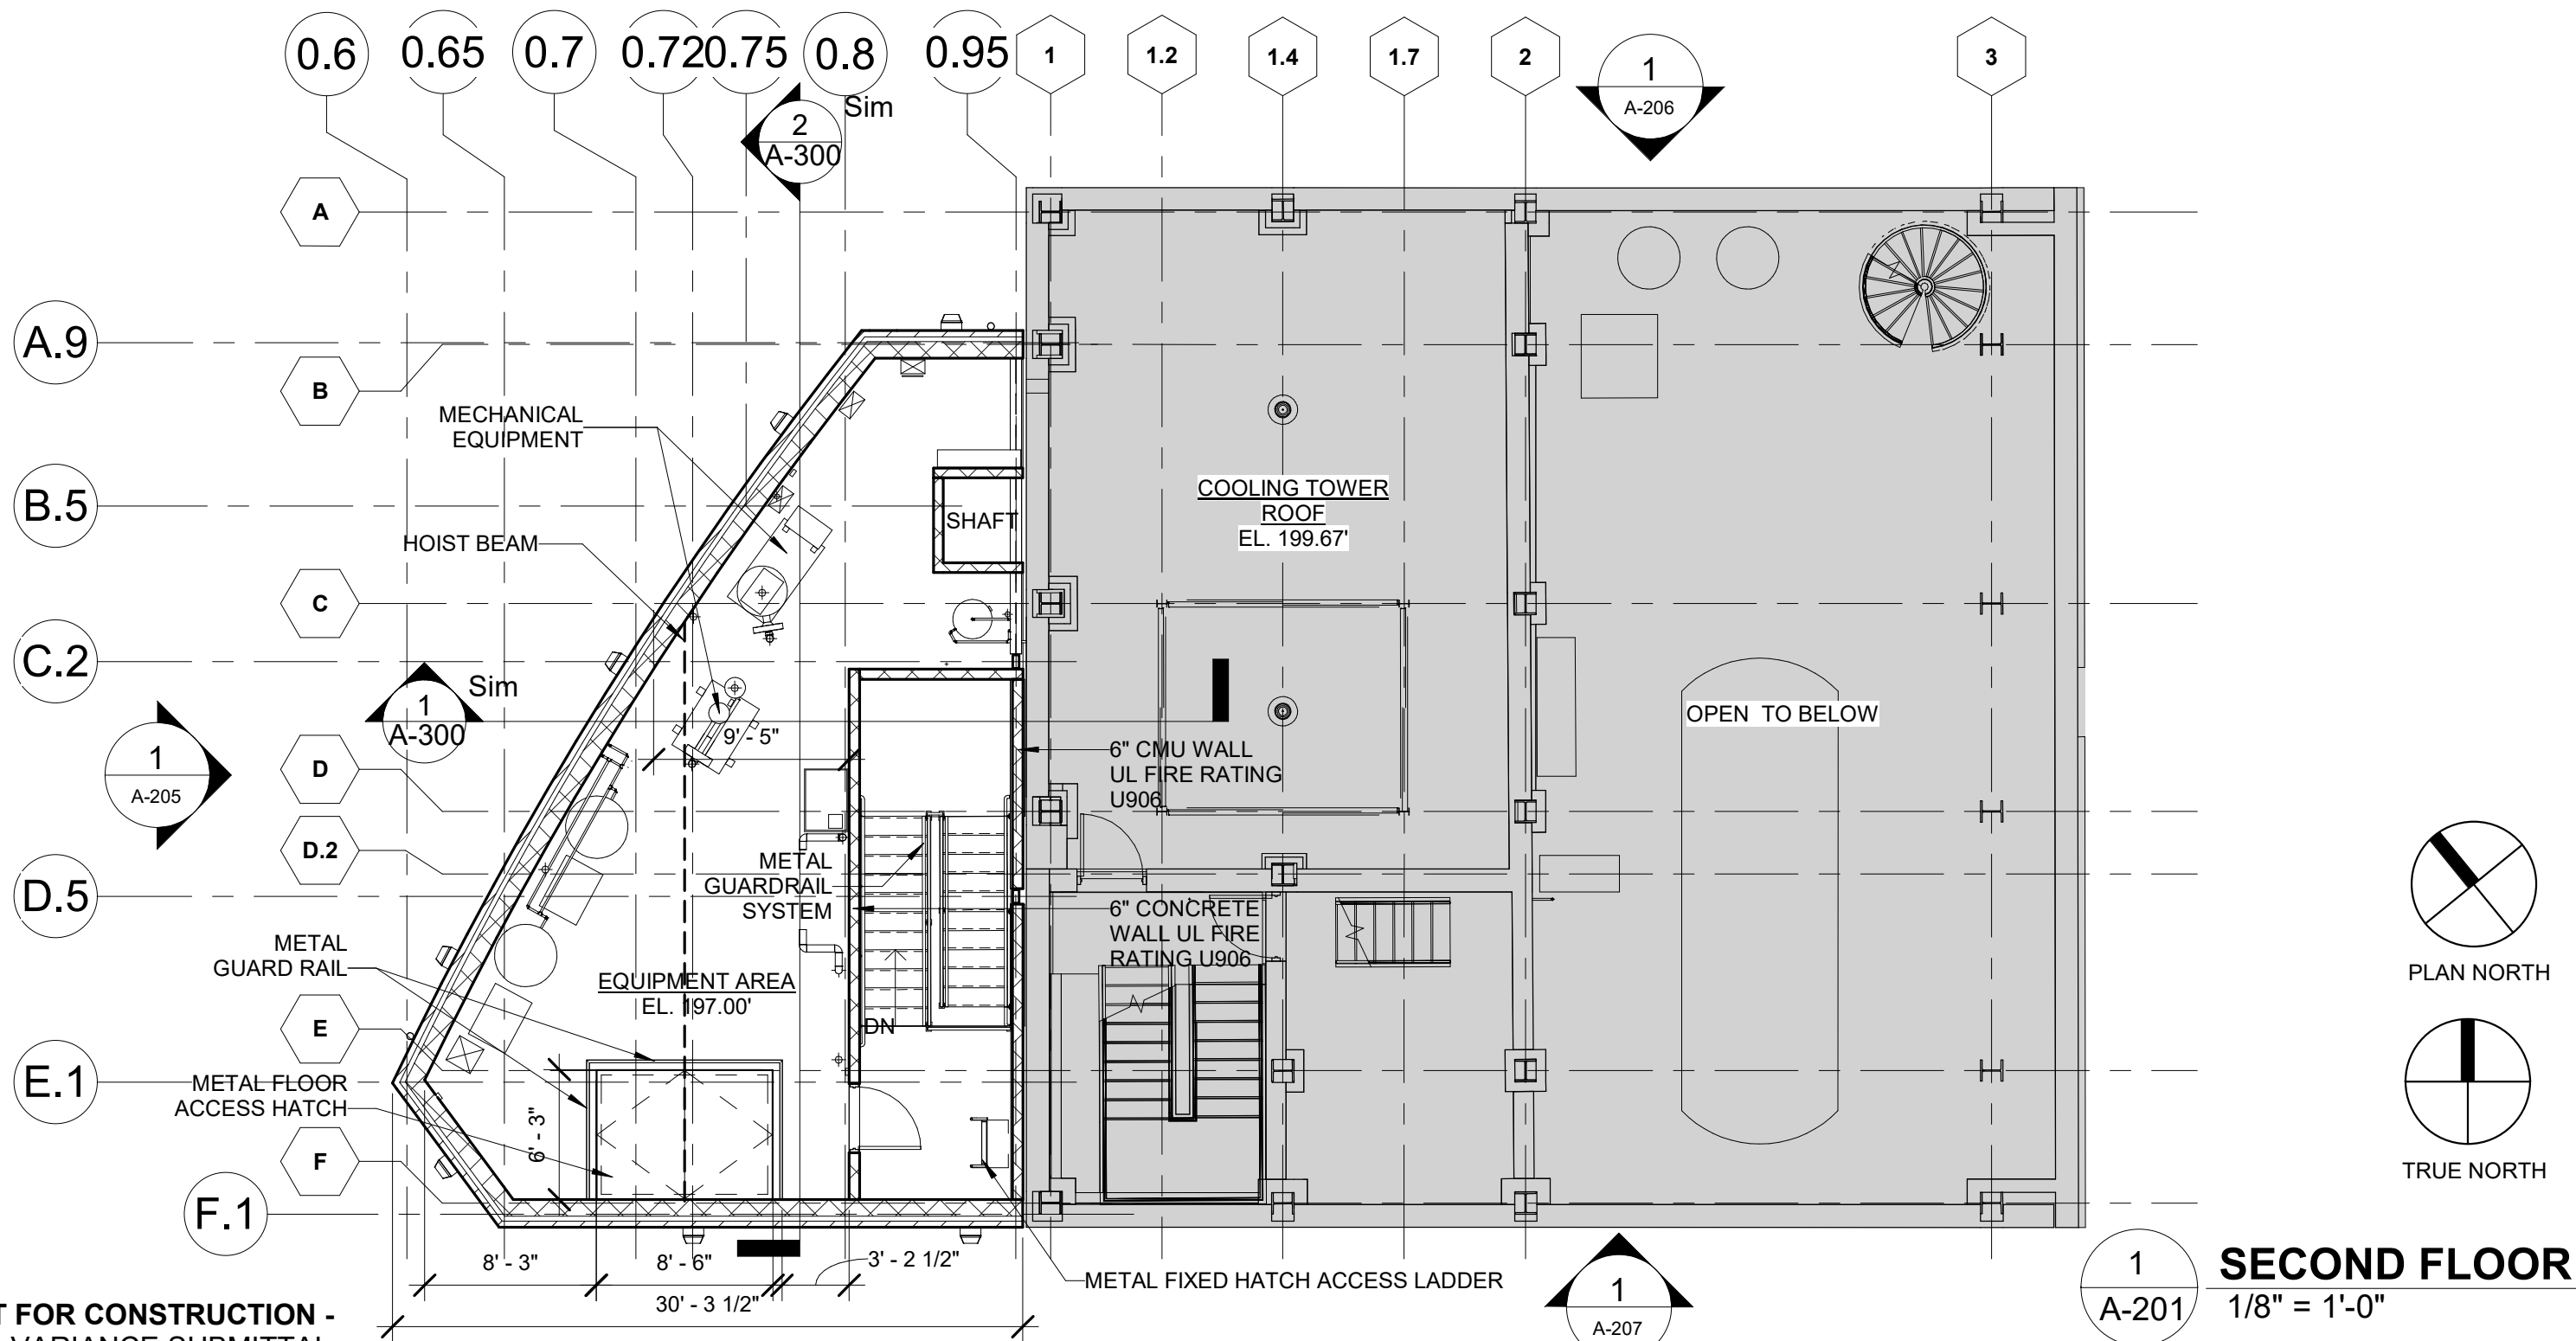 0.6
0.65
0.7
0.72
0.75
0.8
0.95
1
1.2
1.4
1.7
2
3
1
A-206
Sim
2
A-300
A
A.9
B
MECHANICAL
EQUIPMENT
B.5
SHAFT
COOLING TOWER
ROOF
EL. 199.67'
HOIST BEAM
C
C.2
Sim
1
A-300
OPEN TO BELOW
9' - 5"
6" CMU WALL
UL FIRE RATING
U906
1
A-205
D
D.2
METAL
GUARDRAIL
SYSTEM
D.5
6" CONCRETE
WALL UL FIRE
RATING U906
METAL
GUARD RAIL
PLAN NORTH
EQUIPMENT AREA
EL. 197.00'
DN
E
E.1
METAL FLOOR
ACCESS HATCH
6' - 3"
F
TRUE NORTH
F.1
8' - 3"
8' - 6"
3' - 2 1/2"
METAL FIXED HATCH ACCESS LADDER
30' - 3 1/2"
1
A-207
1
A-201
SECOND FLOOR
1/8" = 1'-0"
T FOR CONSTRUCTION -
VARIANCE SUBMITTAL